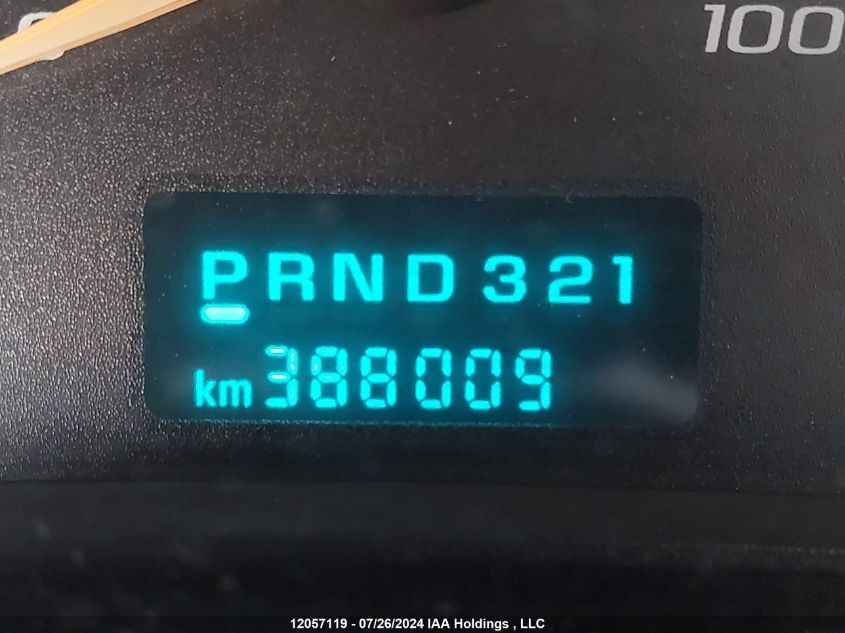 100
PRND321
km 388009
12057119 - 07/26/2024 IAA Holdings , LLC